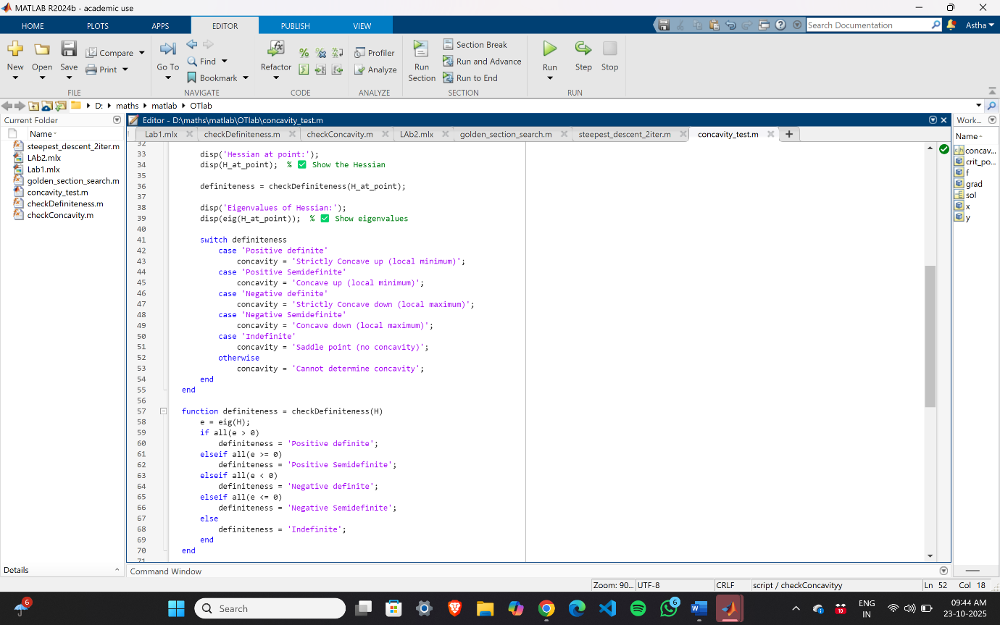 MATLAB R2024b - academic use
HOME PLOTS APPS EDITOR PUBLISH VIEW Search Documentation Astha
New Open Save Compare Print Go To Find Bookmark Refactor Profiler Analyze Run Section Section Break Run and Advance Run to End Run Step Stop
FILE NAVIGATE CODE ANALYZE SECTION RUN
D: maths matlab OTlab
Current Folder
Name
steepest_descent_2iter.m
LAb2.mlx
Lab1.mlx
golden_section_search.m
concavity_test.m
checkDefiniteness.m
checkConcavity.m
Details
Editor - D:\maths\matlab\OTlab\concavity_test.m
Lab1.mlx checkDefiniteness.m checkConcavity.m LAb2.mlx golden_section_search.m steepest_descent_2iter.m concavity_test.m
32
33 disp('Hessian at point:');
34 disp(H_at_point); % ✅ Show the Hessian
35
36 definiteness = checkDefiniteness(H_at_point);
37
38 disp('Eigenvalues of Hessian:');
39 disp(eig(H_at_point)); % ✅ Show eigenvalues
40
41 switch definiteness
42 case 'Positive definite'
43 concavity = 'Strictly Concave up (local minimum)';
44 case 'Positive Semidefinite'
45 concavity = 'Concave up (local minimum)';
46 case 'Negative definite'
47 concavity = 'Strictly Concave down (local maximum)';
48 case 'Negative Semidefinite'
49 concavity = 'Concave down (local maximum)';
50 case 'Indefinite'
51 concavity = 'Saddle point (no concavity)';
52 otherwise
53 concavity = 'Cannot determine concavity';
54 end
55 end
56
57 function definiteness = checkDefiniteness(H)
58 e = eig(H);
59 if all(e > 0)
60 definiteness = 'Positive definite';
61 elseif all(e >= 0)
62 definiteness = 'Positive Semidefinite';
63 elseif all(e < 0)
64 definiteness = 'Negative definite';
65 elseif all(e <= 0)
66 definiteness = 'Negative Semidefinite';
67 else
68 definiteness = 'Indefinite';
69 end
70 end
71
Command Window
Work...
Name
concav...
crit_po...
f
grad
sol
x
y
Zoom: 90... UTF-8 CRLF script / checkConcavityy Ln 52 Col 18
6 Search 6 10 ENG IN 09:44 AM 23-10-2025